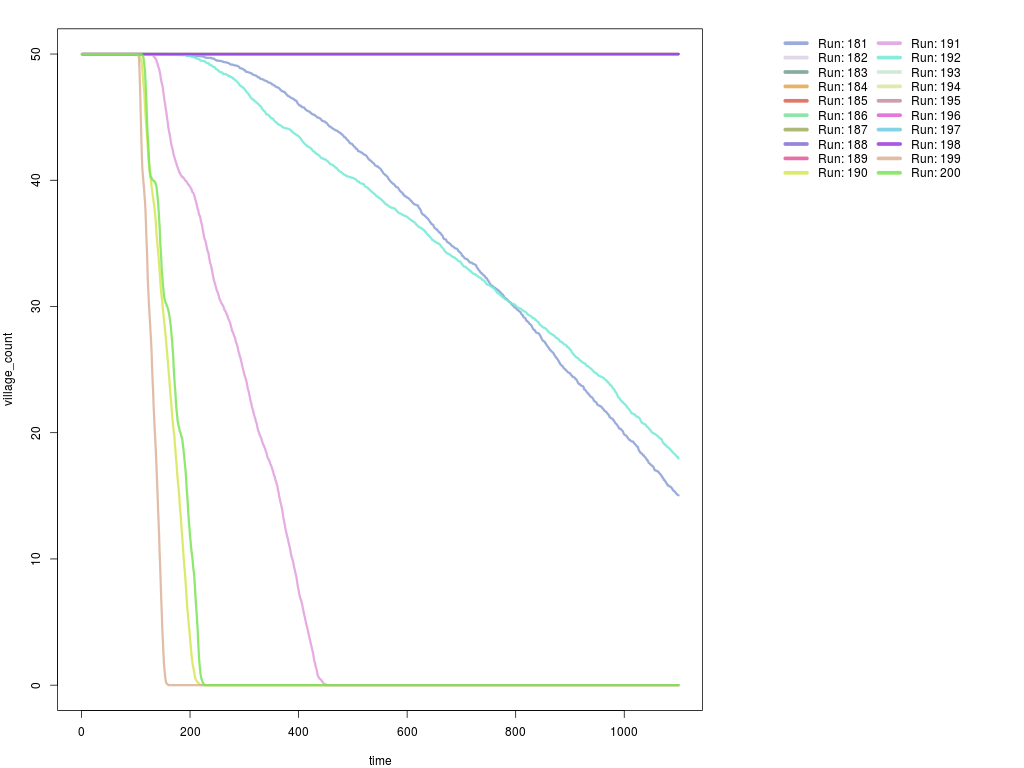 50
40
30
20
10
0
village_count
0 200 400 600 800 1000
time
Run: 181 Run: 191
Run: 182 Run: 192
Run: 183 Run: 193
Run: 184 Run: 194
Run: 185 Run: 195
Run: 186 Run: 196
Run: 187 Run: 197
Run: 188 Run: 198
Run: 189 Run: 199
Run: 190 Run: 200